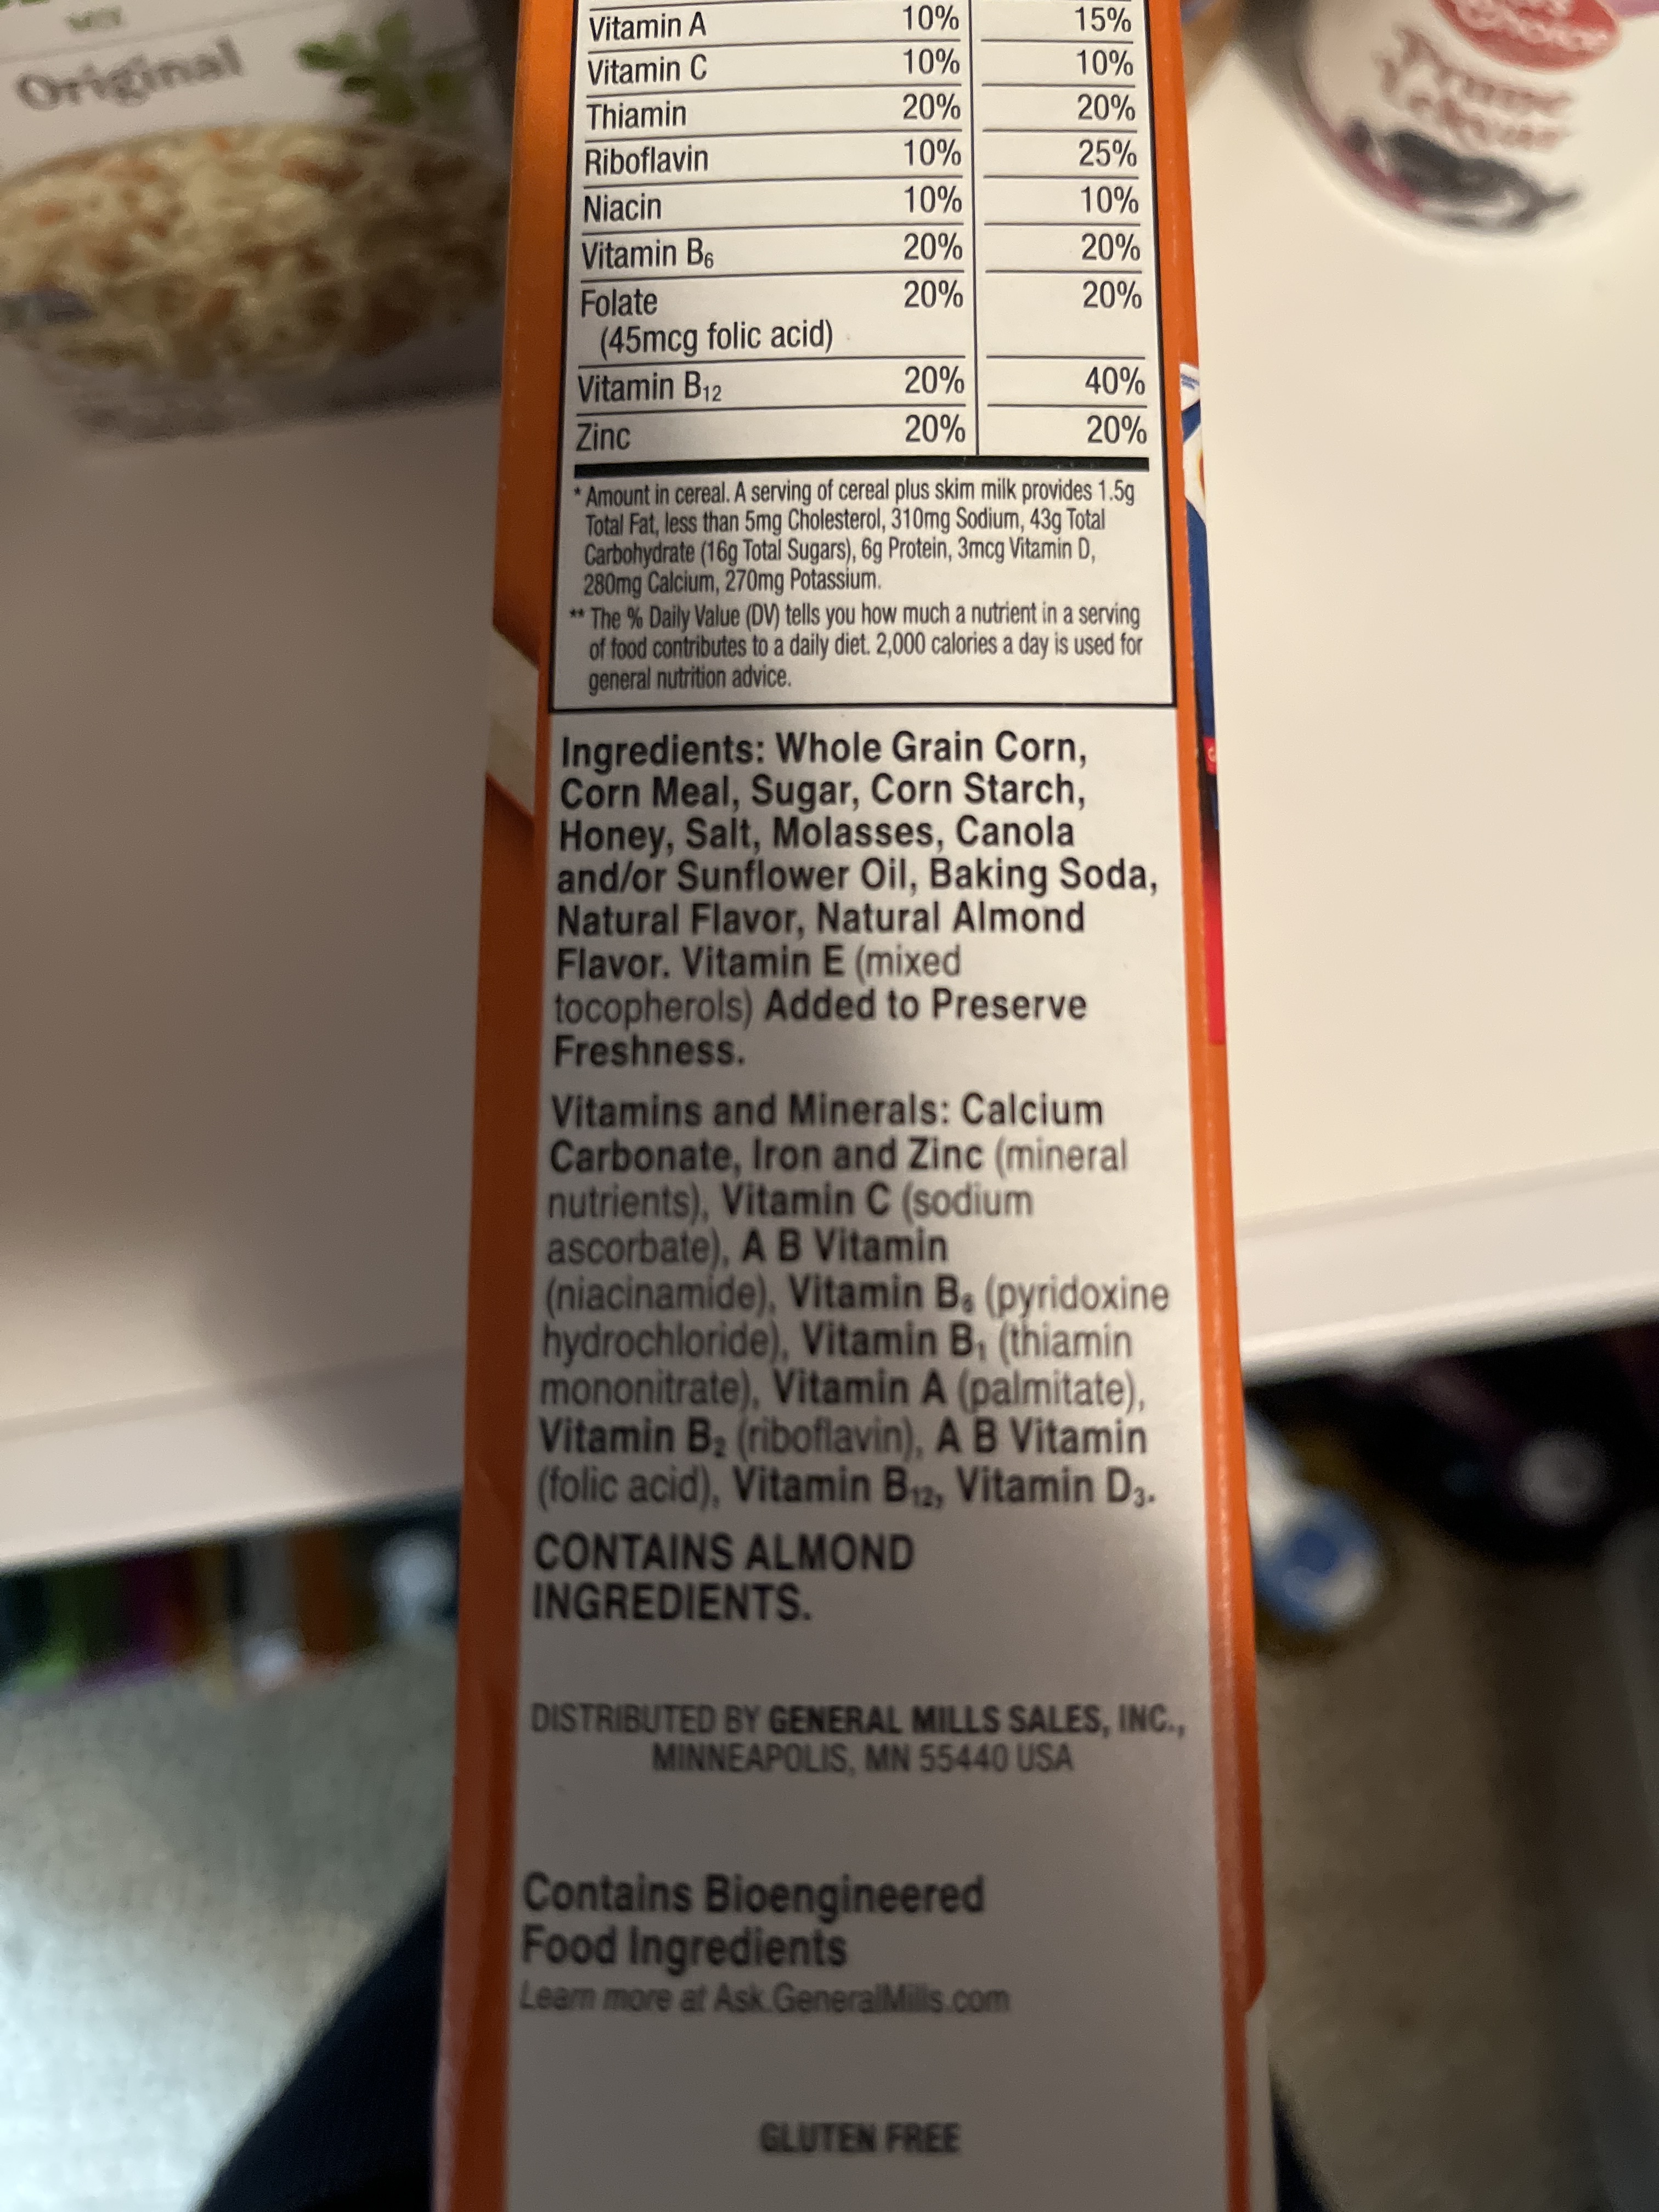 Original
Vitamin A 10% 15%
Vitamin C 10% 10%
Thiamin 20% 20%
Riboflavin 10% 25%
Niacin 10% 10%
Vitamin B6 20% 20%
Folate 20% 20%
(45mcg folic acid)
Vitamin B12 20% 40%
Zinc 20% 20%
* Amount in cereal. A serving of cereal plus skim milk provides 1.5g
Total Fat, less than 5mg Cholesterol, 310mg Sodium, 43g Total
Carbohydrate (16g Total Sugars), 6g Protein, 3mcg Vitamin D,
280mg Calcium, 270mg Potassium.
** The % Daily Value (DV) tells you how much a nutrient in a serving
of food contributes to a daily diet. 2,000 calories a day is used for
general nutrition advice.
Ingredients: Whole Grain Corn,
Corn Meal, Sugar, Corn Starch,
Honey, Salt, Molasses, Canola
and/or Sunflower Oil, Baking Soda,
Natural Flavor, Natural Almond
Flavor. Vitamin E (mixed
tocopherols) Added to Preserve
Freshness.
Vitamins and Minerals: Calcium
Carbonate, Iron and Zinc (mineral
nutrients), Vitamin C (sodium
ascorbate), A B Vitamin
(niacinamide), Vitamin B6 (pyridoxine
hydrochloride), Vitamin B1 (thiamin
mononitrate), Vitamin A (palmitate),
Vitamin B2 (riboflavin), A B Vitamin
(folic acid), Vitamin B12, Vitamin D3.
CONTAINS ALMOND
INGREDIENTS.
DISTRIBUTED BY GENERAL MILLS SALES, INC.,
MINNEAPOLIS, MN 55440 USA
Contains Bioengineered
Food Ingredients
Learn more at Ask.GeneralMills.com
GLUTEN FREE